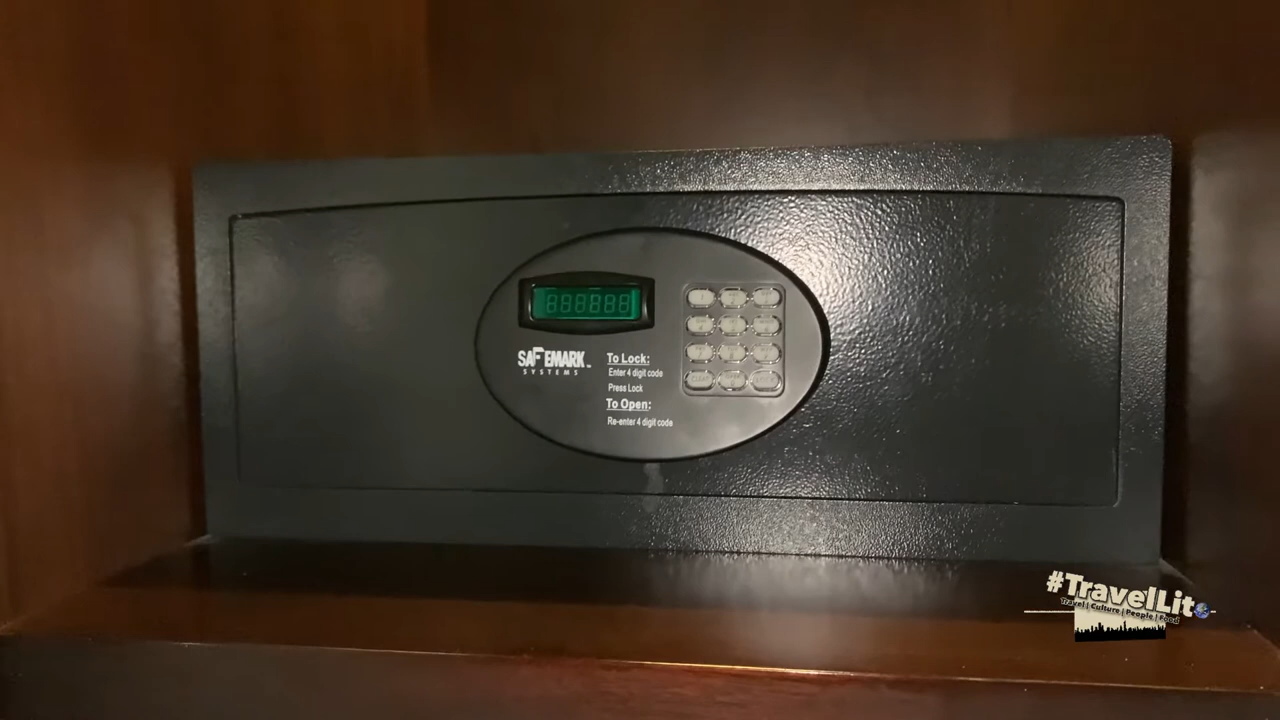 SAFEMARK™
SYSTEMS
To Lock:
Enter 4 digit code
Press Lock
To Open:
Re-enter 4 digit code
#TravelLit
Travel | Culture | People | Food